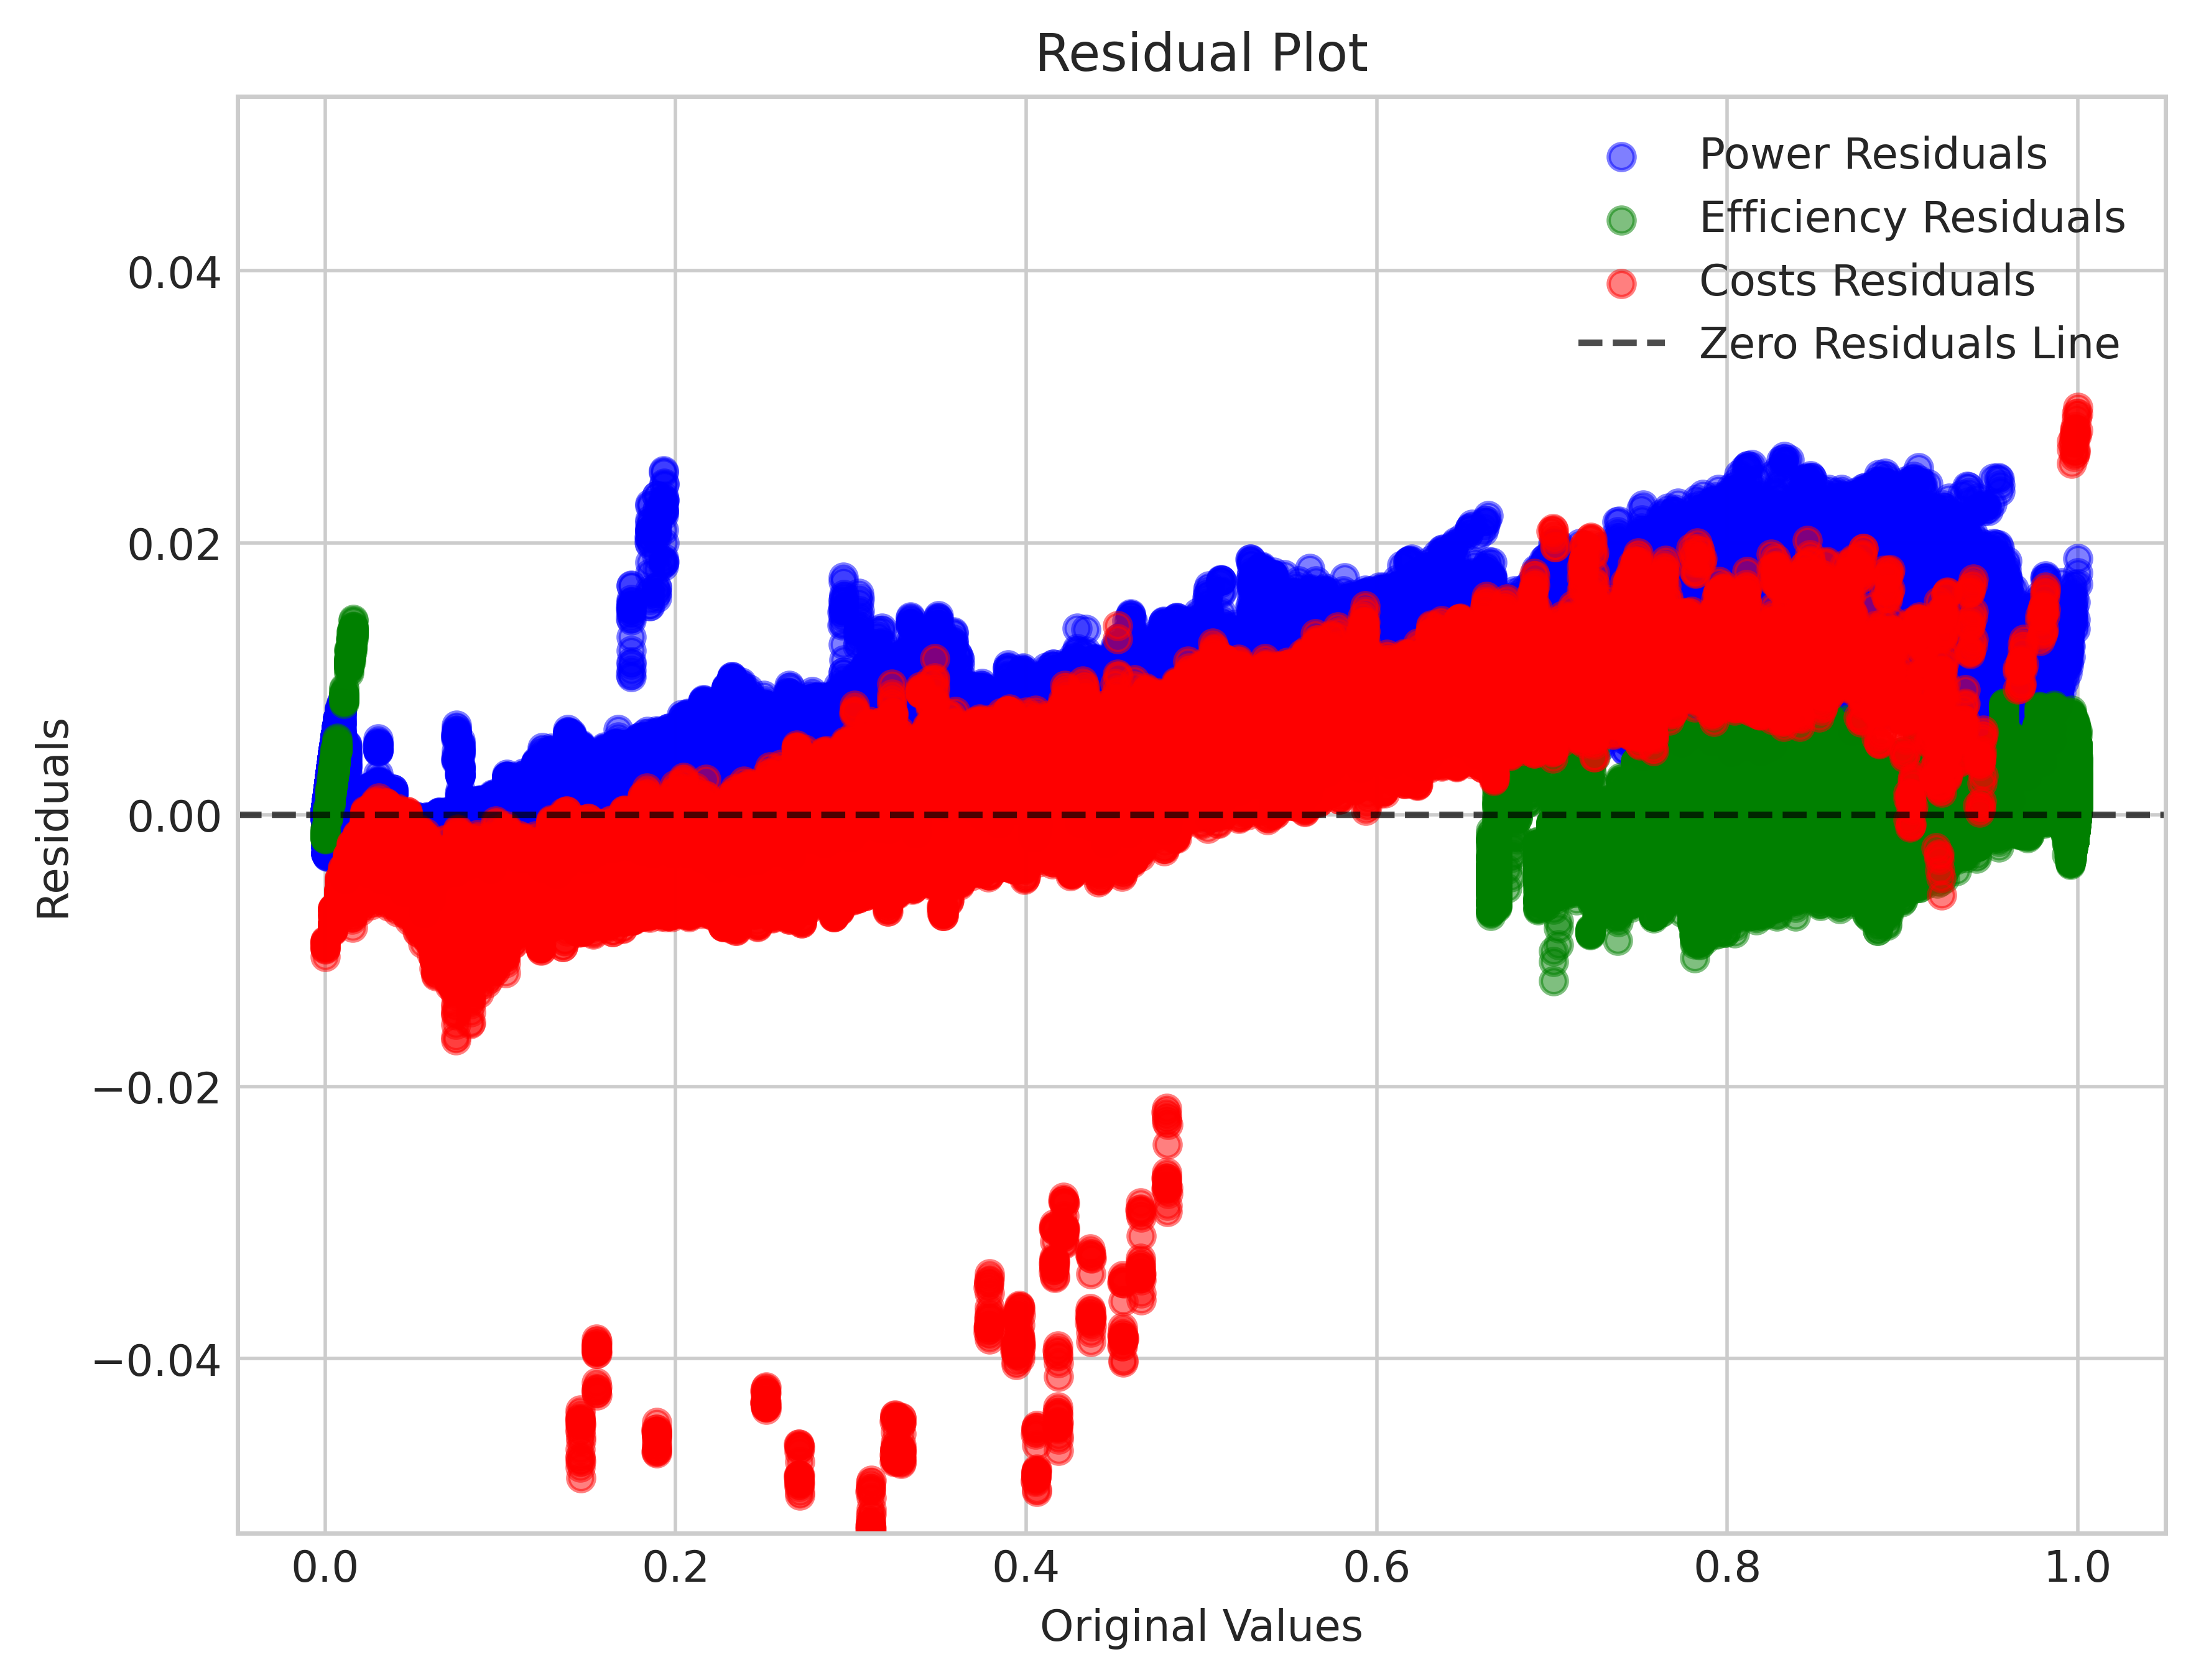 Residual Plot
Power Residuals
Efficiency Residuals
Costs Residuals
Zero Residuals Line
Residuals
0.04
0.02
0.00
−0.02
−0.04
0.0 0.2 0.4 0.6 0.8 1.0
Original Values